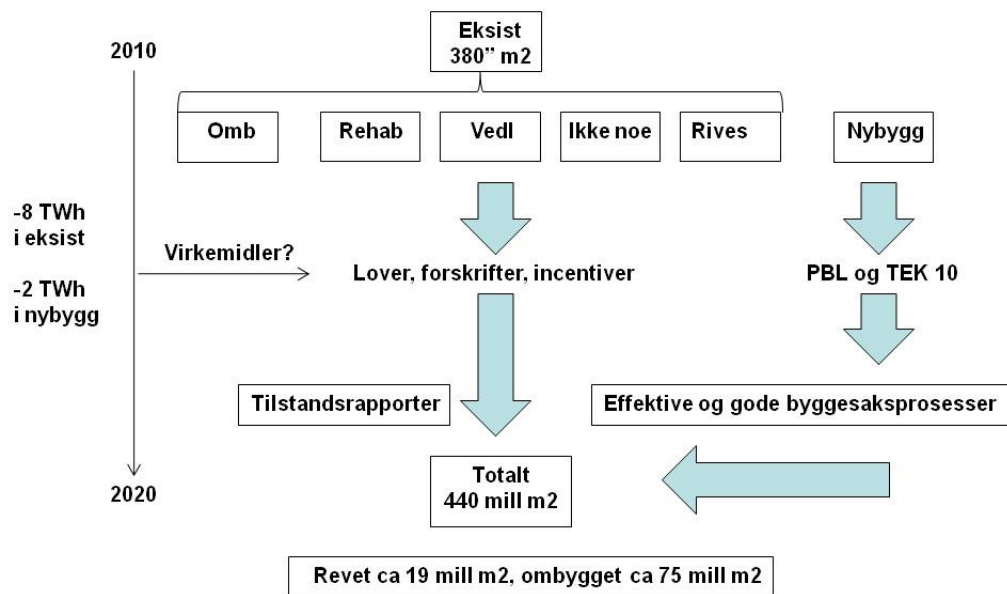 Eksist
380” m2
2010
Omb
Rehab
Vedl
Ikke noe
Rives
Nybygg
-8 TWh
i eksist
Virkemidler?
-2 TWh
i nybygg
Lover, forskrifter, incentiver
PBL og TEK 10
Tilstandsrapporter
Effektive og gode byggesaksprosesser
Totalt
440 mill m2
2020
Revet ca 19 mill m2, ombygget ca 75 mill m2